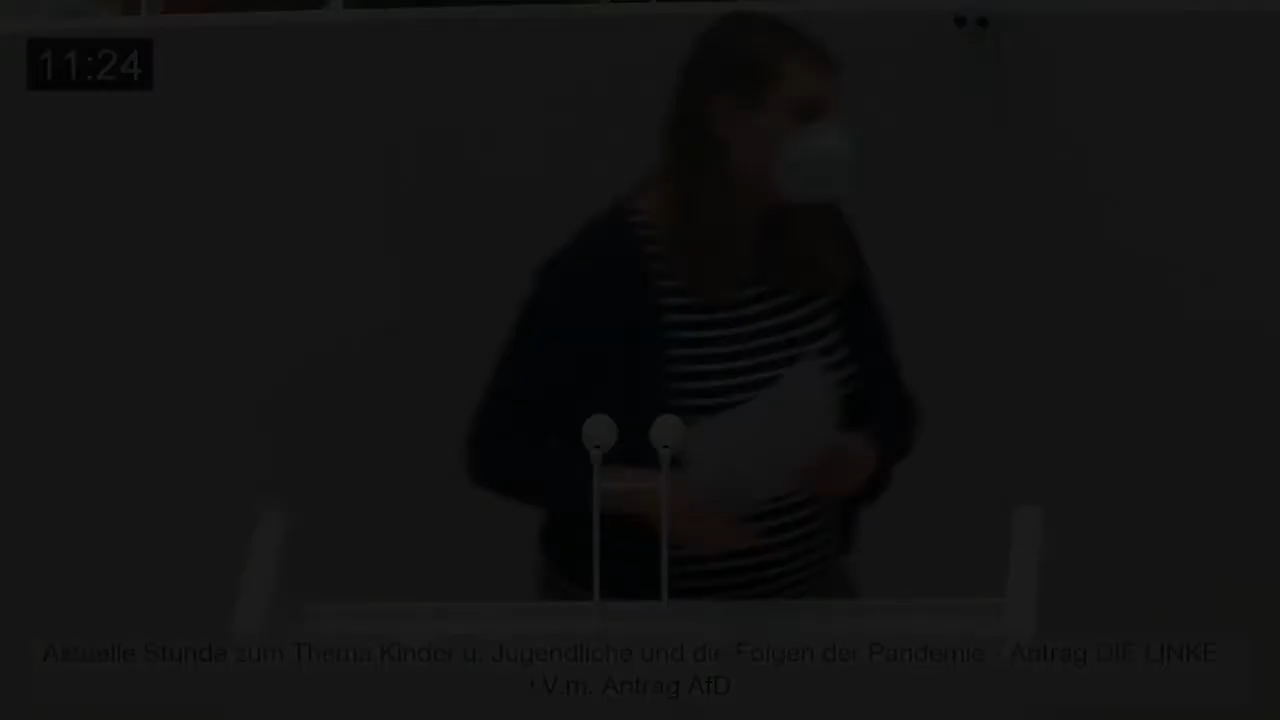 11:24
Aktuelle Stunde zum Thema Kinder u. Jugendliche und die Folgen der Pandemie - Antrag DIE LINKE
i.V.m. Antrag AfD